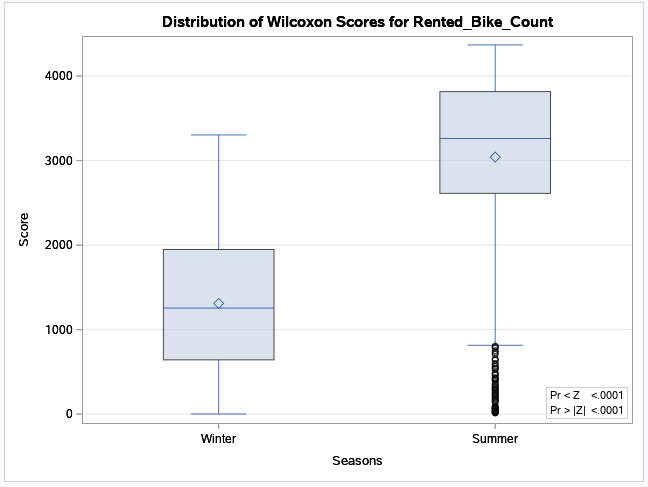 Distribution of Wilcoxon Scores for Rented_Bike_Count
4000
3000
2000
1000
0
Score
Pr < Z <.0001
Pr > |Z| <.0001
Winter
Summer
Seasons